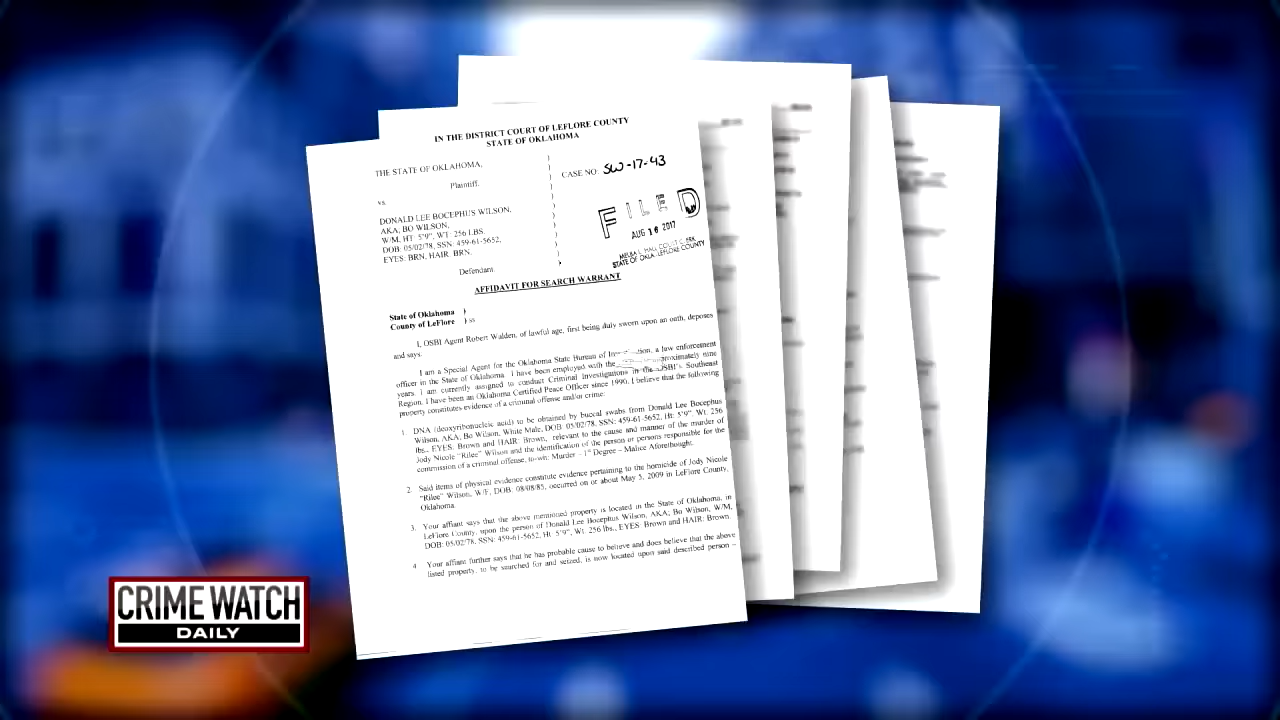 IN THE DISTRICT COURT OF LEFLORE COUNTY
STATE OF OKLAHOMA
THE STATE OF OKLAHOMA,
Plaintiff,
CASE NO: SW-17-43
vs.
DONALD LEE BOCEPHUS WILSON,
AKA, BO WILSON,
W/M, HT: 5'9", WT: 256 LBS.
DOB: 05/02/78, SSN: 459-61-5652,
EYES: BRN, HAIR: BRN.
Defendant.
FILED
AUG 16 2017
STATE OF OKLA-LEFLORE COUNTY
AFFIDAVIT FOR SEARCH WARRANT
State of Oklahoma )
County of LeFlore ) ss
I, OSBI Agent Robert Walden, of lawful age, first being duly sworn upon an oath, deposes
and says:
I am a Special Agent for the Oklahoma State Bureau of Investigation, a law enforcement
officer in the State of Oklahoma. I have been employed with the approximately nine
years. I am currently assigned to conduct Criminal Investigations in the OSBI's Southeast
Region. I have been an Oklahoma Certified Peace Officer since 1990. I believe that the following
property constitutes evidence of a criminal offense and/or crime:
1. DNA (deoxyribonucleic acid) to be obtained by buccal swabs from Donald Lee Bocephus
Wilson, AKA, Bo Wilson, White Male, DOB: 05/02/78, SSN: 459-61-5652, Ht: 5'9", Wt: 256
lbs., EYES: Brown and HAIR: Brown, relevant to the cause and manner of the murder of
Jody Nicole "Rilee" Wilson and the identification of the person or persons responsible for the
commission of a criminal offense, to-wit: Murder – 1st Degree – Malice Aforethought.
2. Said items of physical evidence constitute evidence pertaining to the homicide of Jody Nicole
"Rilee" Wilson, W/F, DOB: 08/08/85, occurred on or about May 5, 2009 in LeFlore County,
Oklahoma.
3. Your affiant says that the above mentioned property is located in the State of Oklahoma, in
LeFlore County, upon the person of Donald Lee Bocephus Wilson, AKA; Bo Wilson, W/M,
DOB: 05/02/78, SSN: 459-61-5652, Ht: 5'9", Wt. 256 lbs., EYES: Brown and HAIR: Brown.
4. Your affiant further says that he has probable cause to believe and does believe that the above
listed property, to be searched for and seized, is now located upon said described person –
CRIME WATCH
DAILY